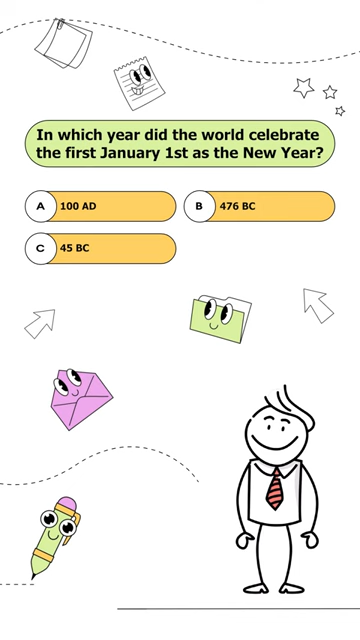 In which year did the world celebrate
the first January 1st as the New Year?
A 100 AD
B 476 BC
C 45 BC